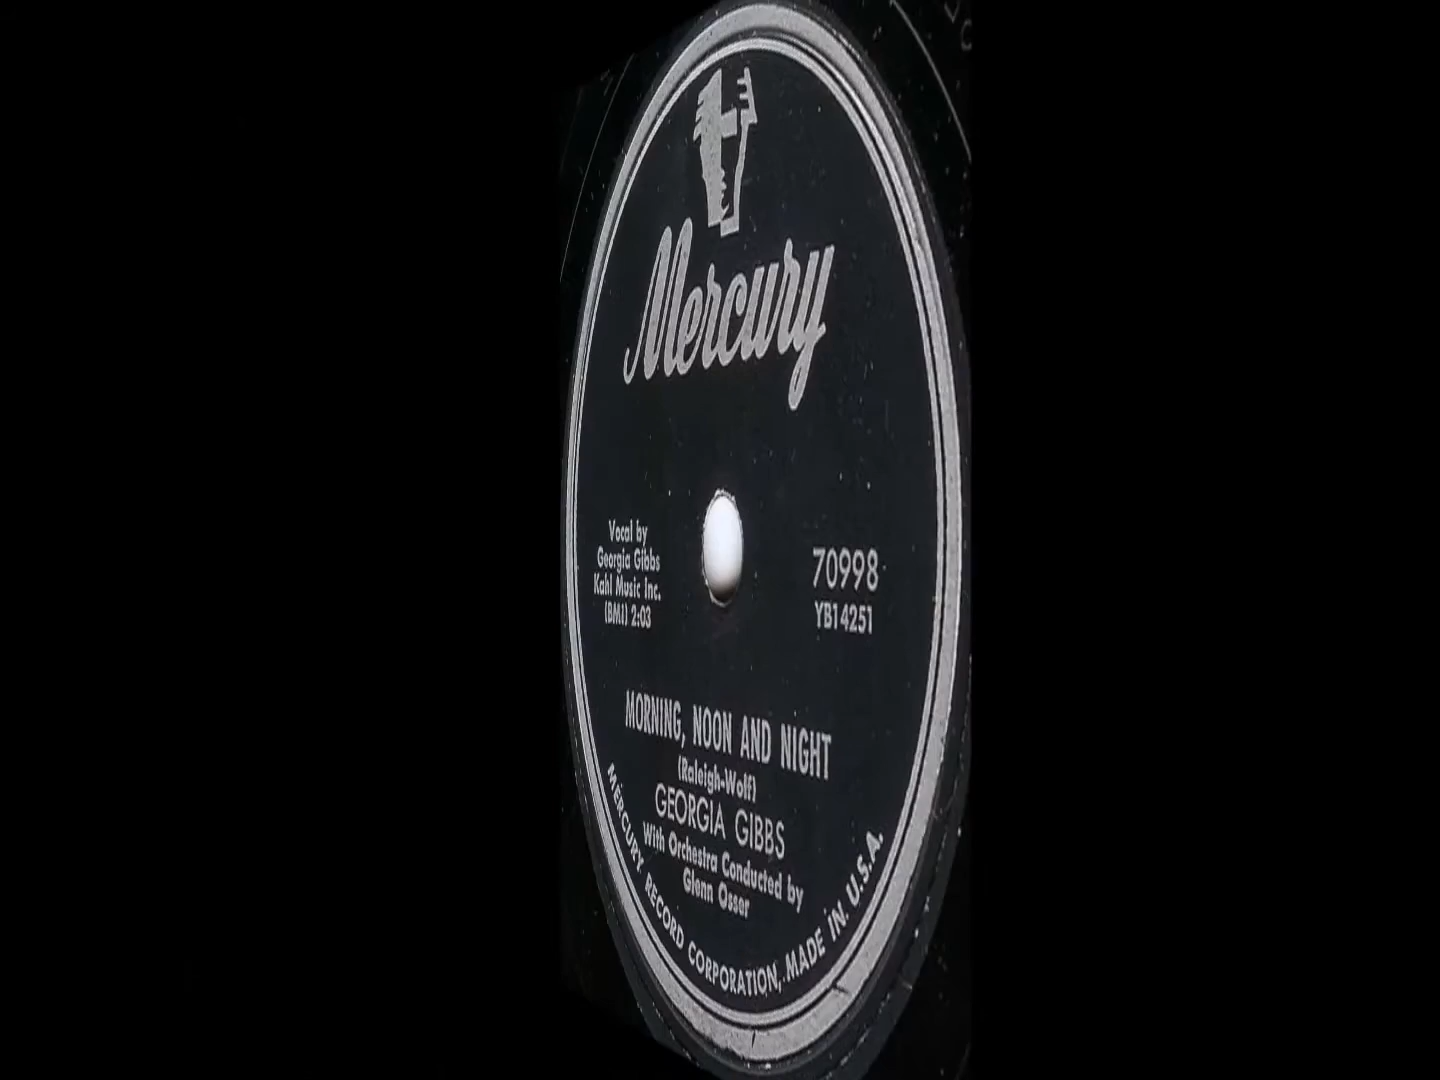 Mercury
Vocal by
Georgia Gibbs
Kahl Music Inc.
(BMI) 2:03
70998
YB14251
MORNING, NOON AND NIGHT
(Raleigh-Wolf)
GEORGIA GIBBS
With Orchestra Conducted by
Glenn Osser
MERCURY RECORD CORPORATION, MADE IN U.S.A.